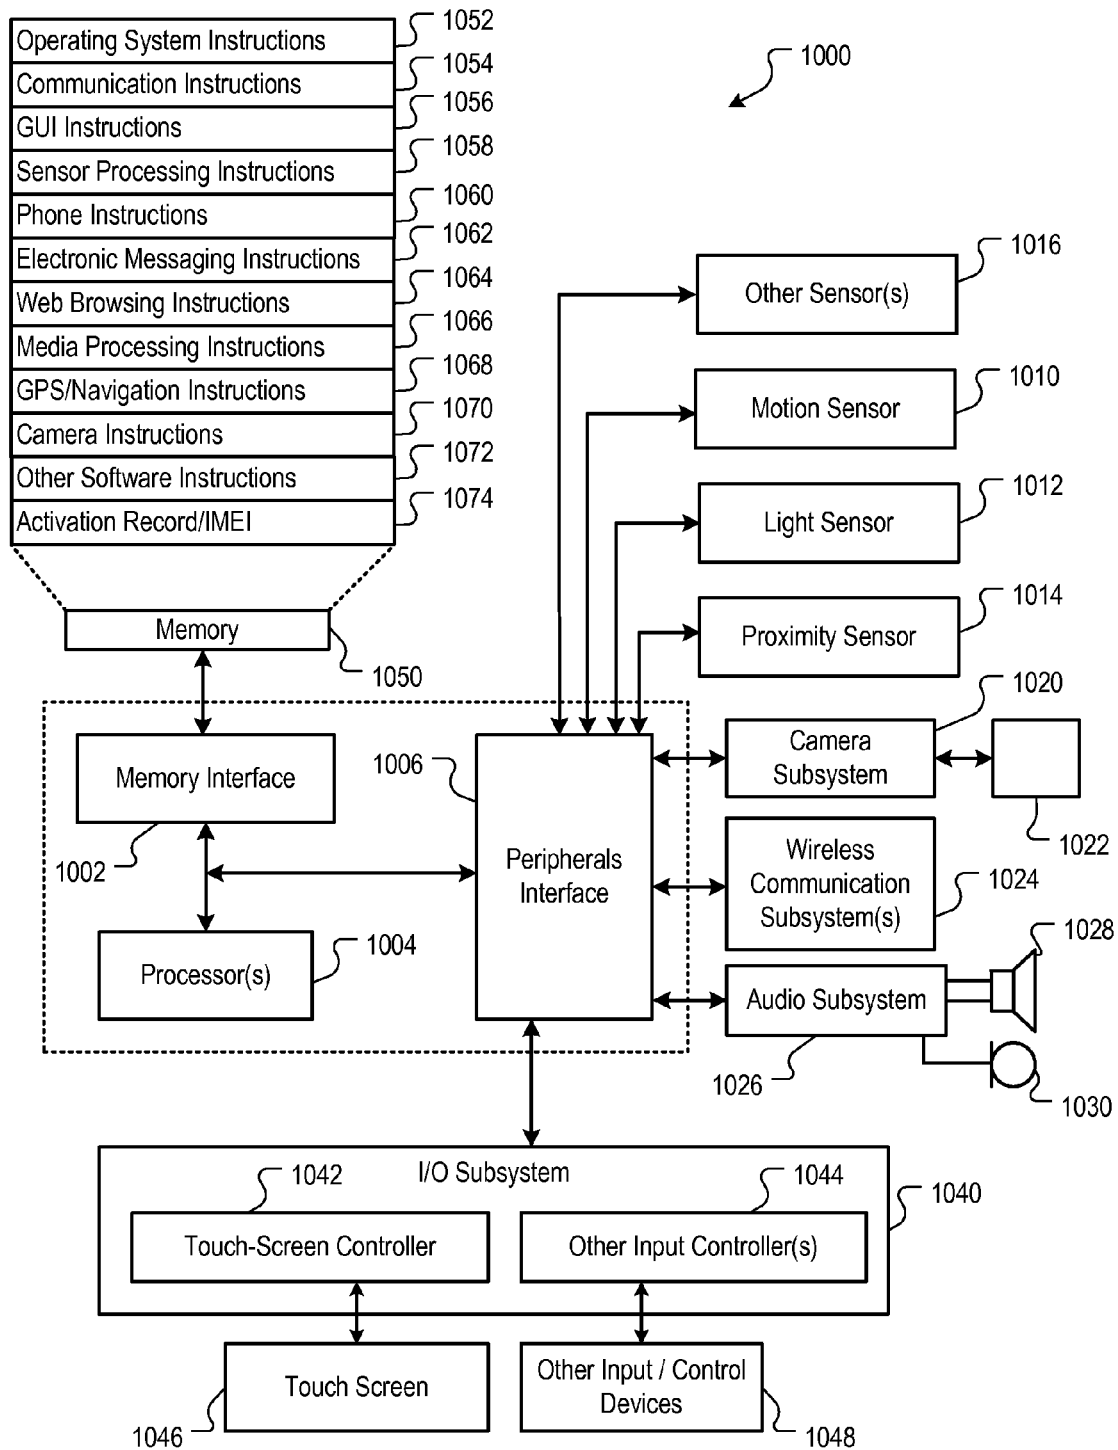 Operating System Instructions
1052
Communication Instructions
1054
GUI Instructions
1056
Sensor Processing Instructions
1058
Phone Instructions
1060
Electronic Messaging Instructions
1062
Web Browsing Instructions
1064
Media Processing Instructions
1066
GPS/Navigation Instructions
1068
Camera Instructions
1070
Other Software Instructions
1072
Activation Record/IMEI
1074
1000
Memory
1050
Other Sensor(s)
1016
Motion Sensor
1010
Light Sensor
1012
Proximity Sensor
1014
Memory Interface
1002
1006
Peripherals
Interface
Processor(s)
1004
Camera
Subsystem
1020
1022
Wireless
Communication
Subsystem(s)
1024
Audio Subsystem
1026
1028
1030
I/O Subsystem
1040
1042
Touch-Screen Controller
1044
Other Input Controller(s)
Touch Screen
1046
Other Input / Control
Devices
1048